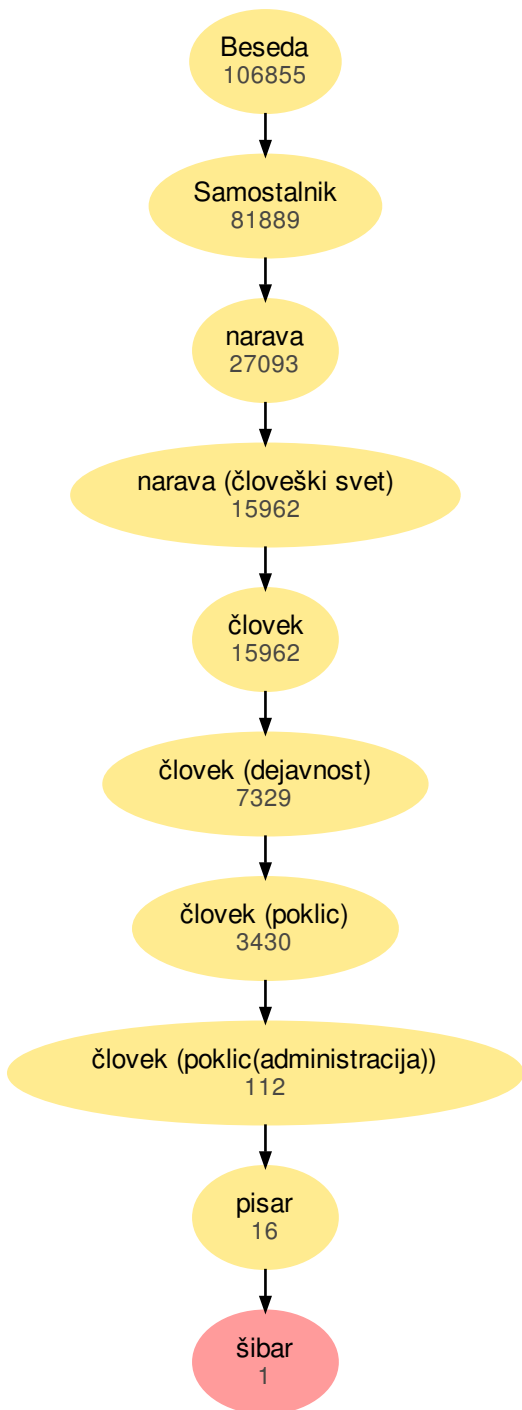 Beseda
106855
Samostalnik
81889
narava
27093
narava (človeški svet)
15962
človek
15962
človek (dejavnost)
7329
človek (poklic)
3430
človek (poklic(administracija))
112
pisar
16
šibar
1